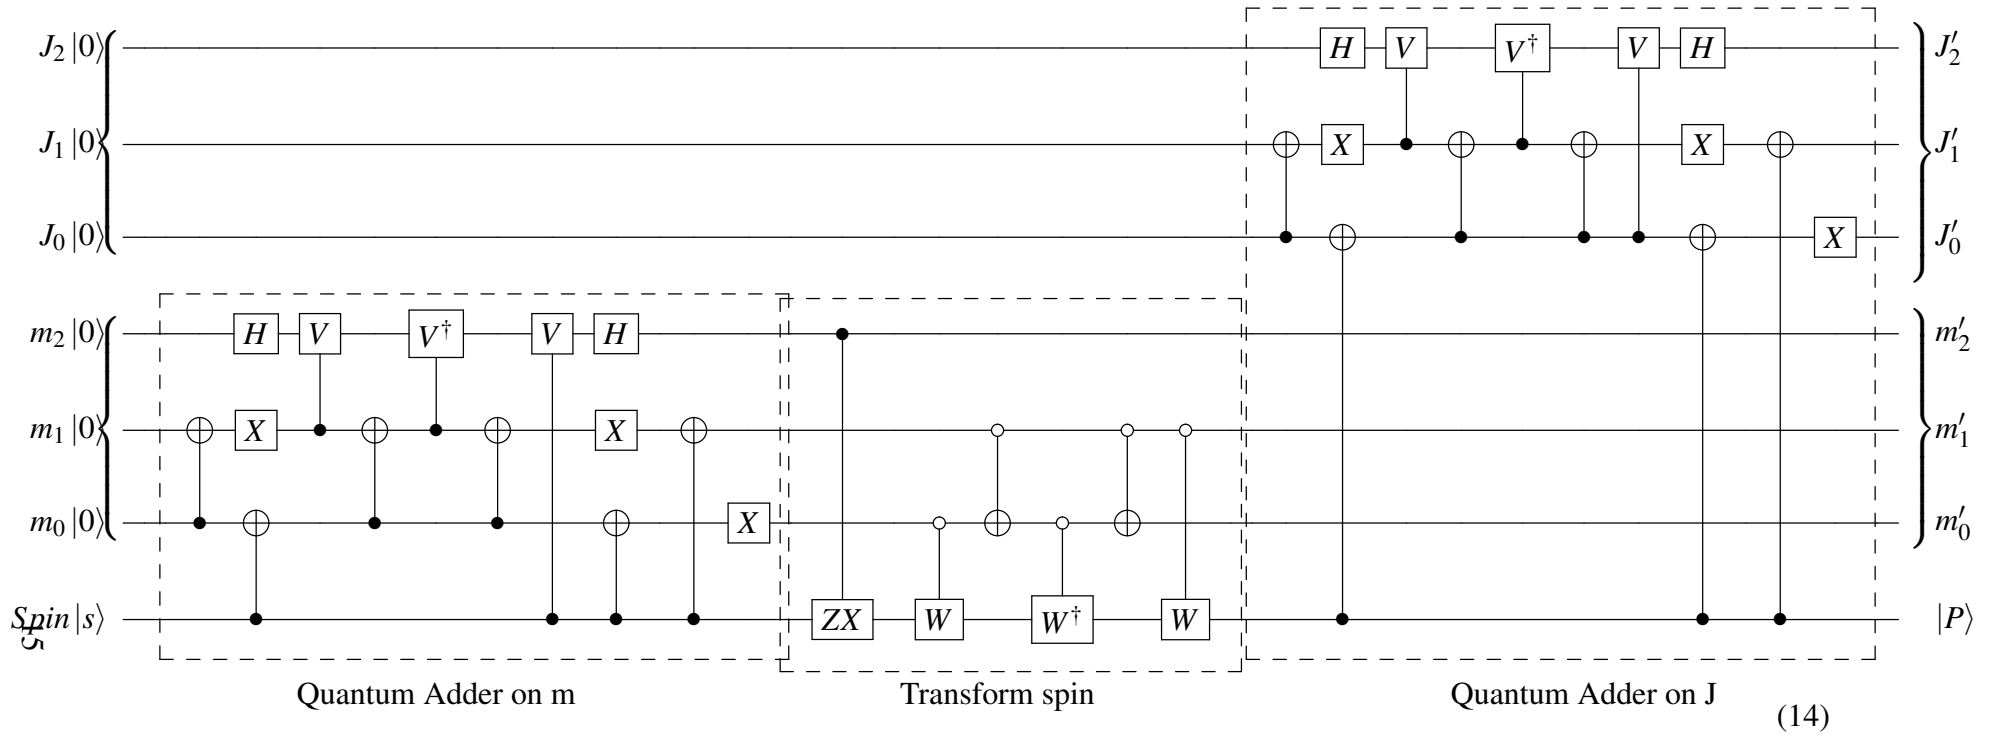 J₂ |0⟩ H V V† V H J′₂
J₁ |0⟩ X X J′₁
J₀ |0⟩ X J′₀
m₂ |0⟩ H V V† V H m′₂
m₁ |0⟩ X X m′₁
m₀ |0⟩ X m′₀
Spin |s⟩ ZX W W† W |P⟩
15
Quantum Adder on m Transform spin Quantum Adder on J
(14)